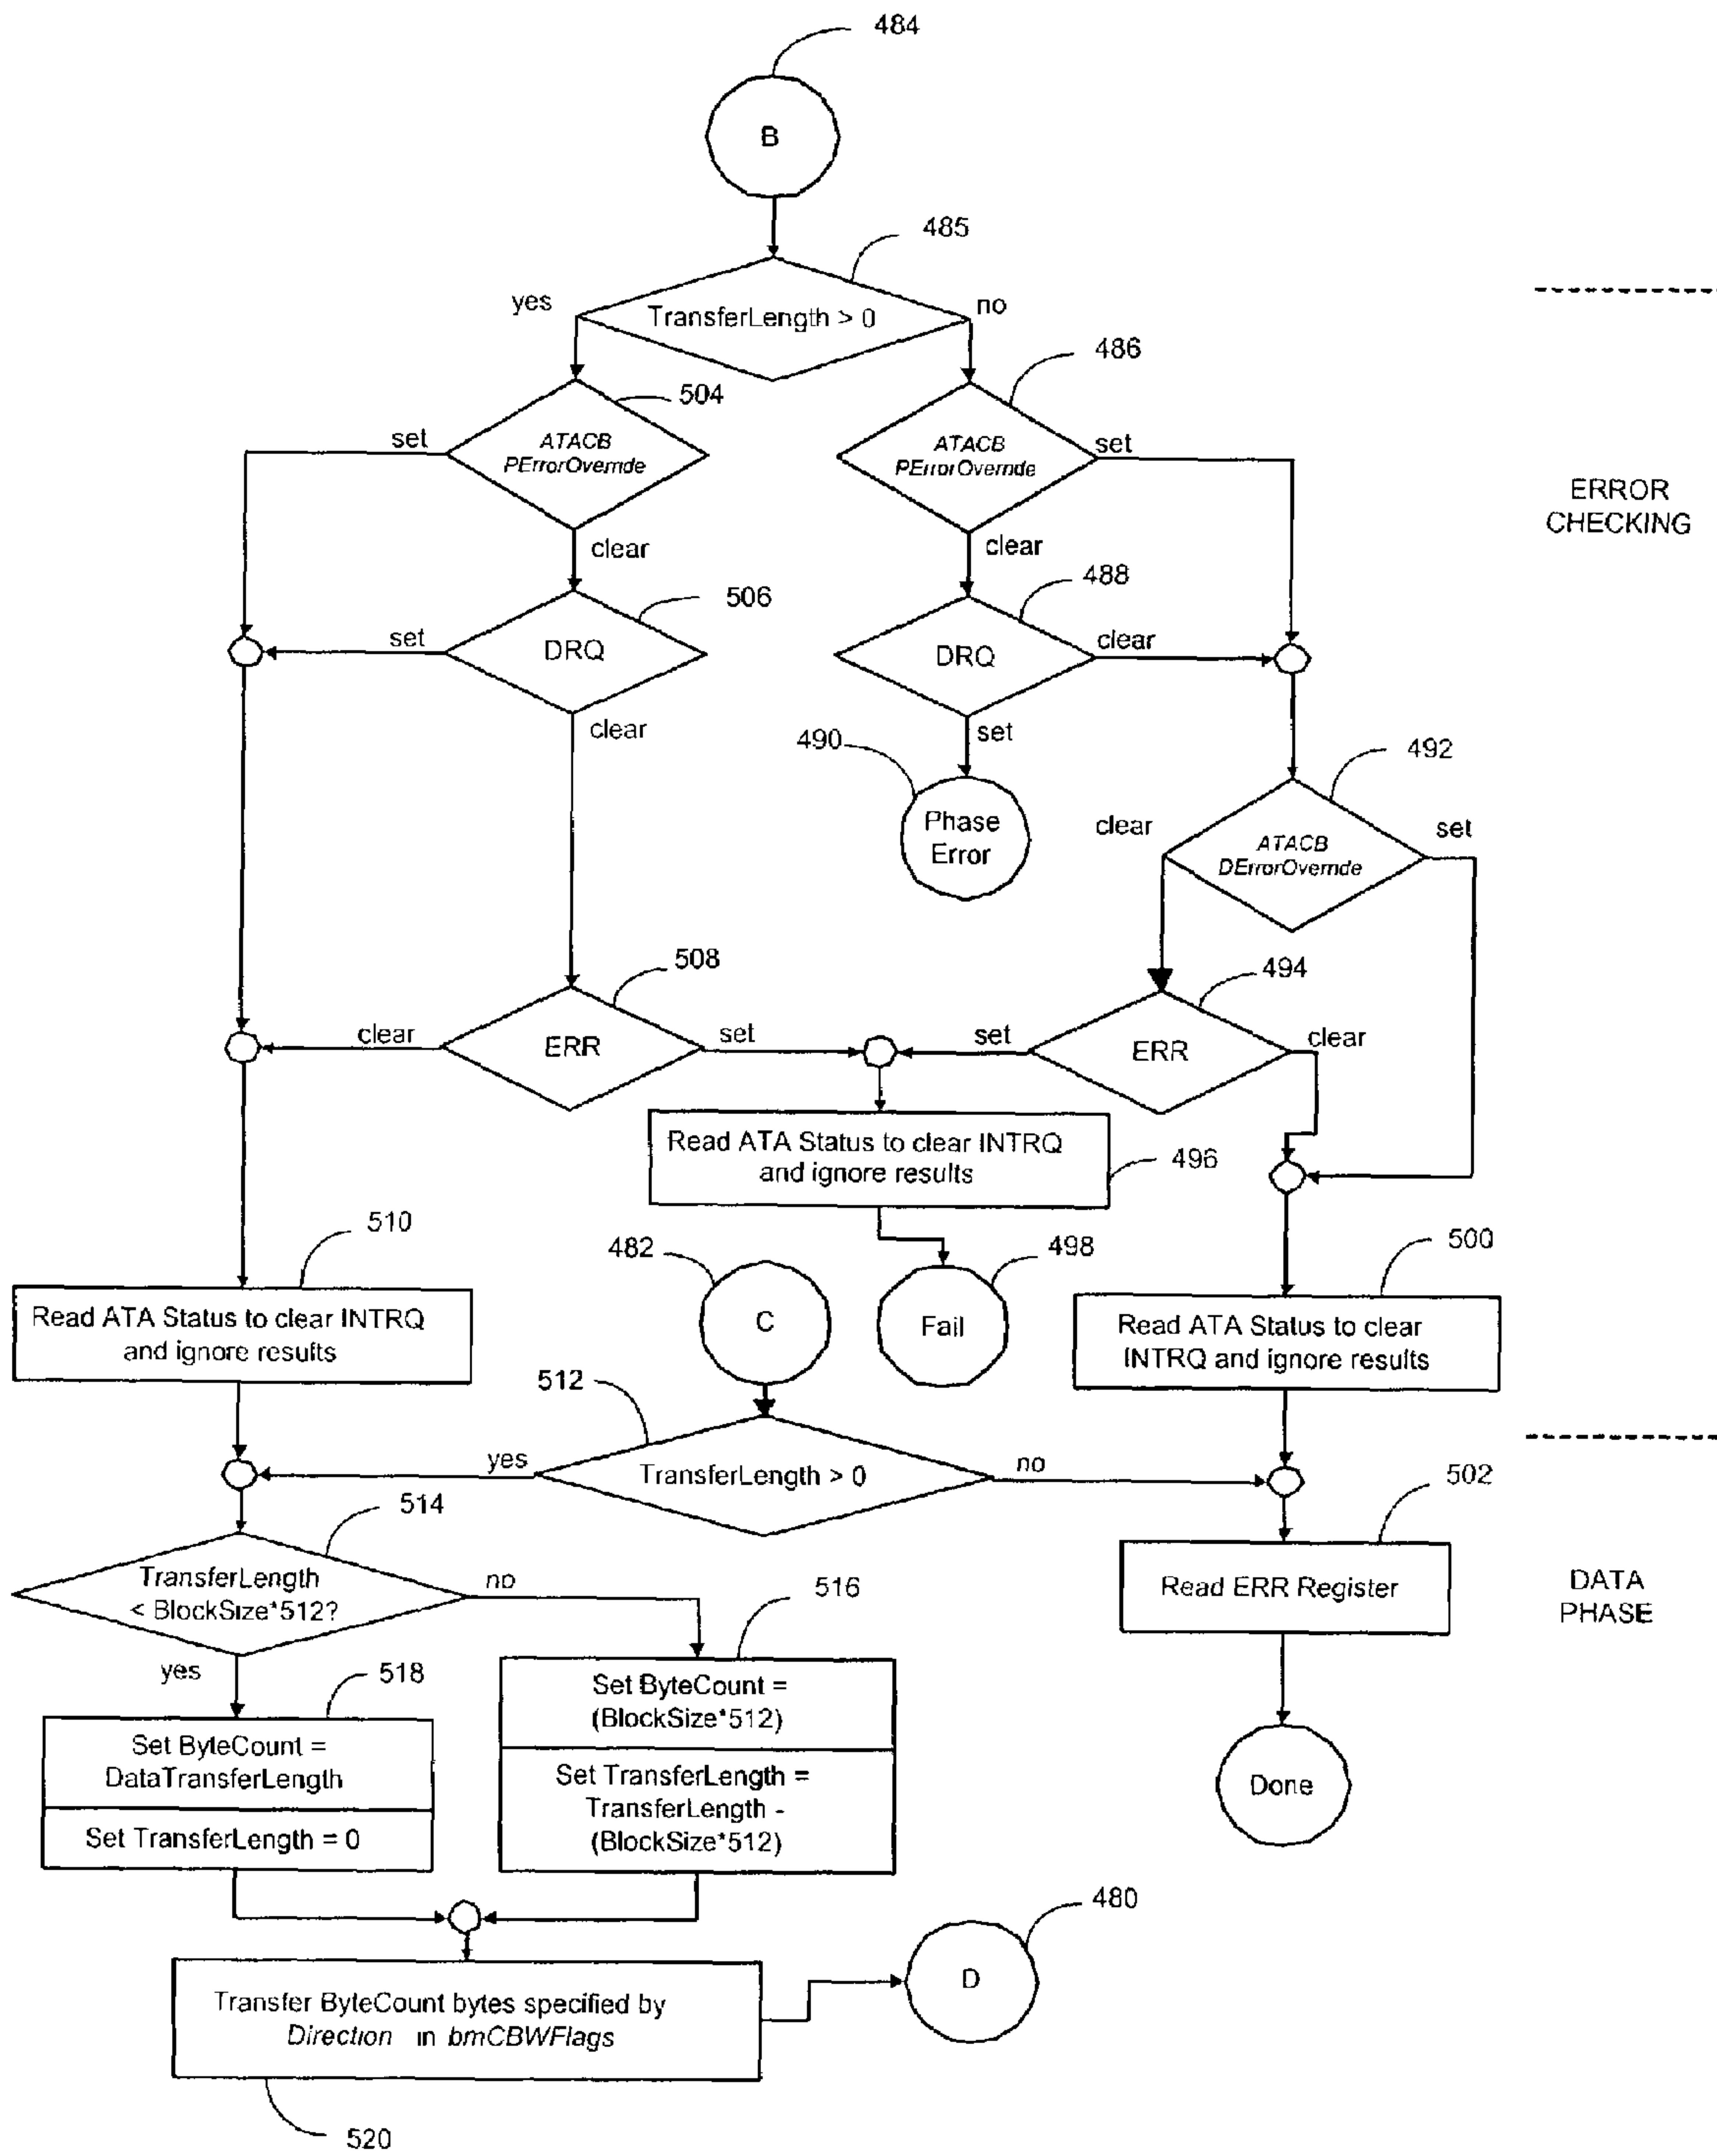 484
B
485
yes
TransferLength > 0
no
486
504
set
ATACB
PErrorOverride
ATACB
PErrorOverride
set
ERROR
CHECKING
clear
clear
488
506
set
DRQ
DRQ
clear
clear
set
490
492
Phase
Error
clear
set
ATACB
DErrorOverride
508
494
clear
ERR
set
set
ERR
clear
Read ATA Status to clear INTRQ
and ignore results
496
510
482
498
500
Read ATA Status to clear INTRQ
and ignore results
C
Fail
Read ATA Status to clear
INTRQ and ignore results
512
yes
TransferLength > 0
no
502
514
TransferLength
< BlockSize*512?
no
516
Read ERR Register
DATA
PHASE
yes
518
Set ByteCount =
(BlockSize*512)
Set ByteCount =
DataTransferLength
Set TransferLength =
TransferLength -
(BlockSize*512)
Done
Set TransferLength = 0
480
D
Transfer ByteCount bytes specified by
Direction in bmCBWFlags
520